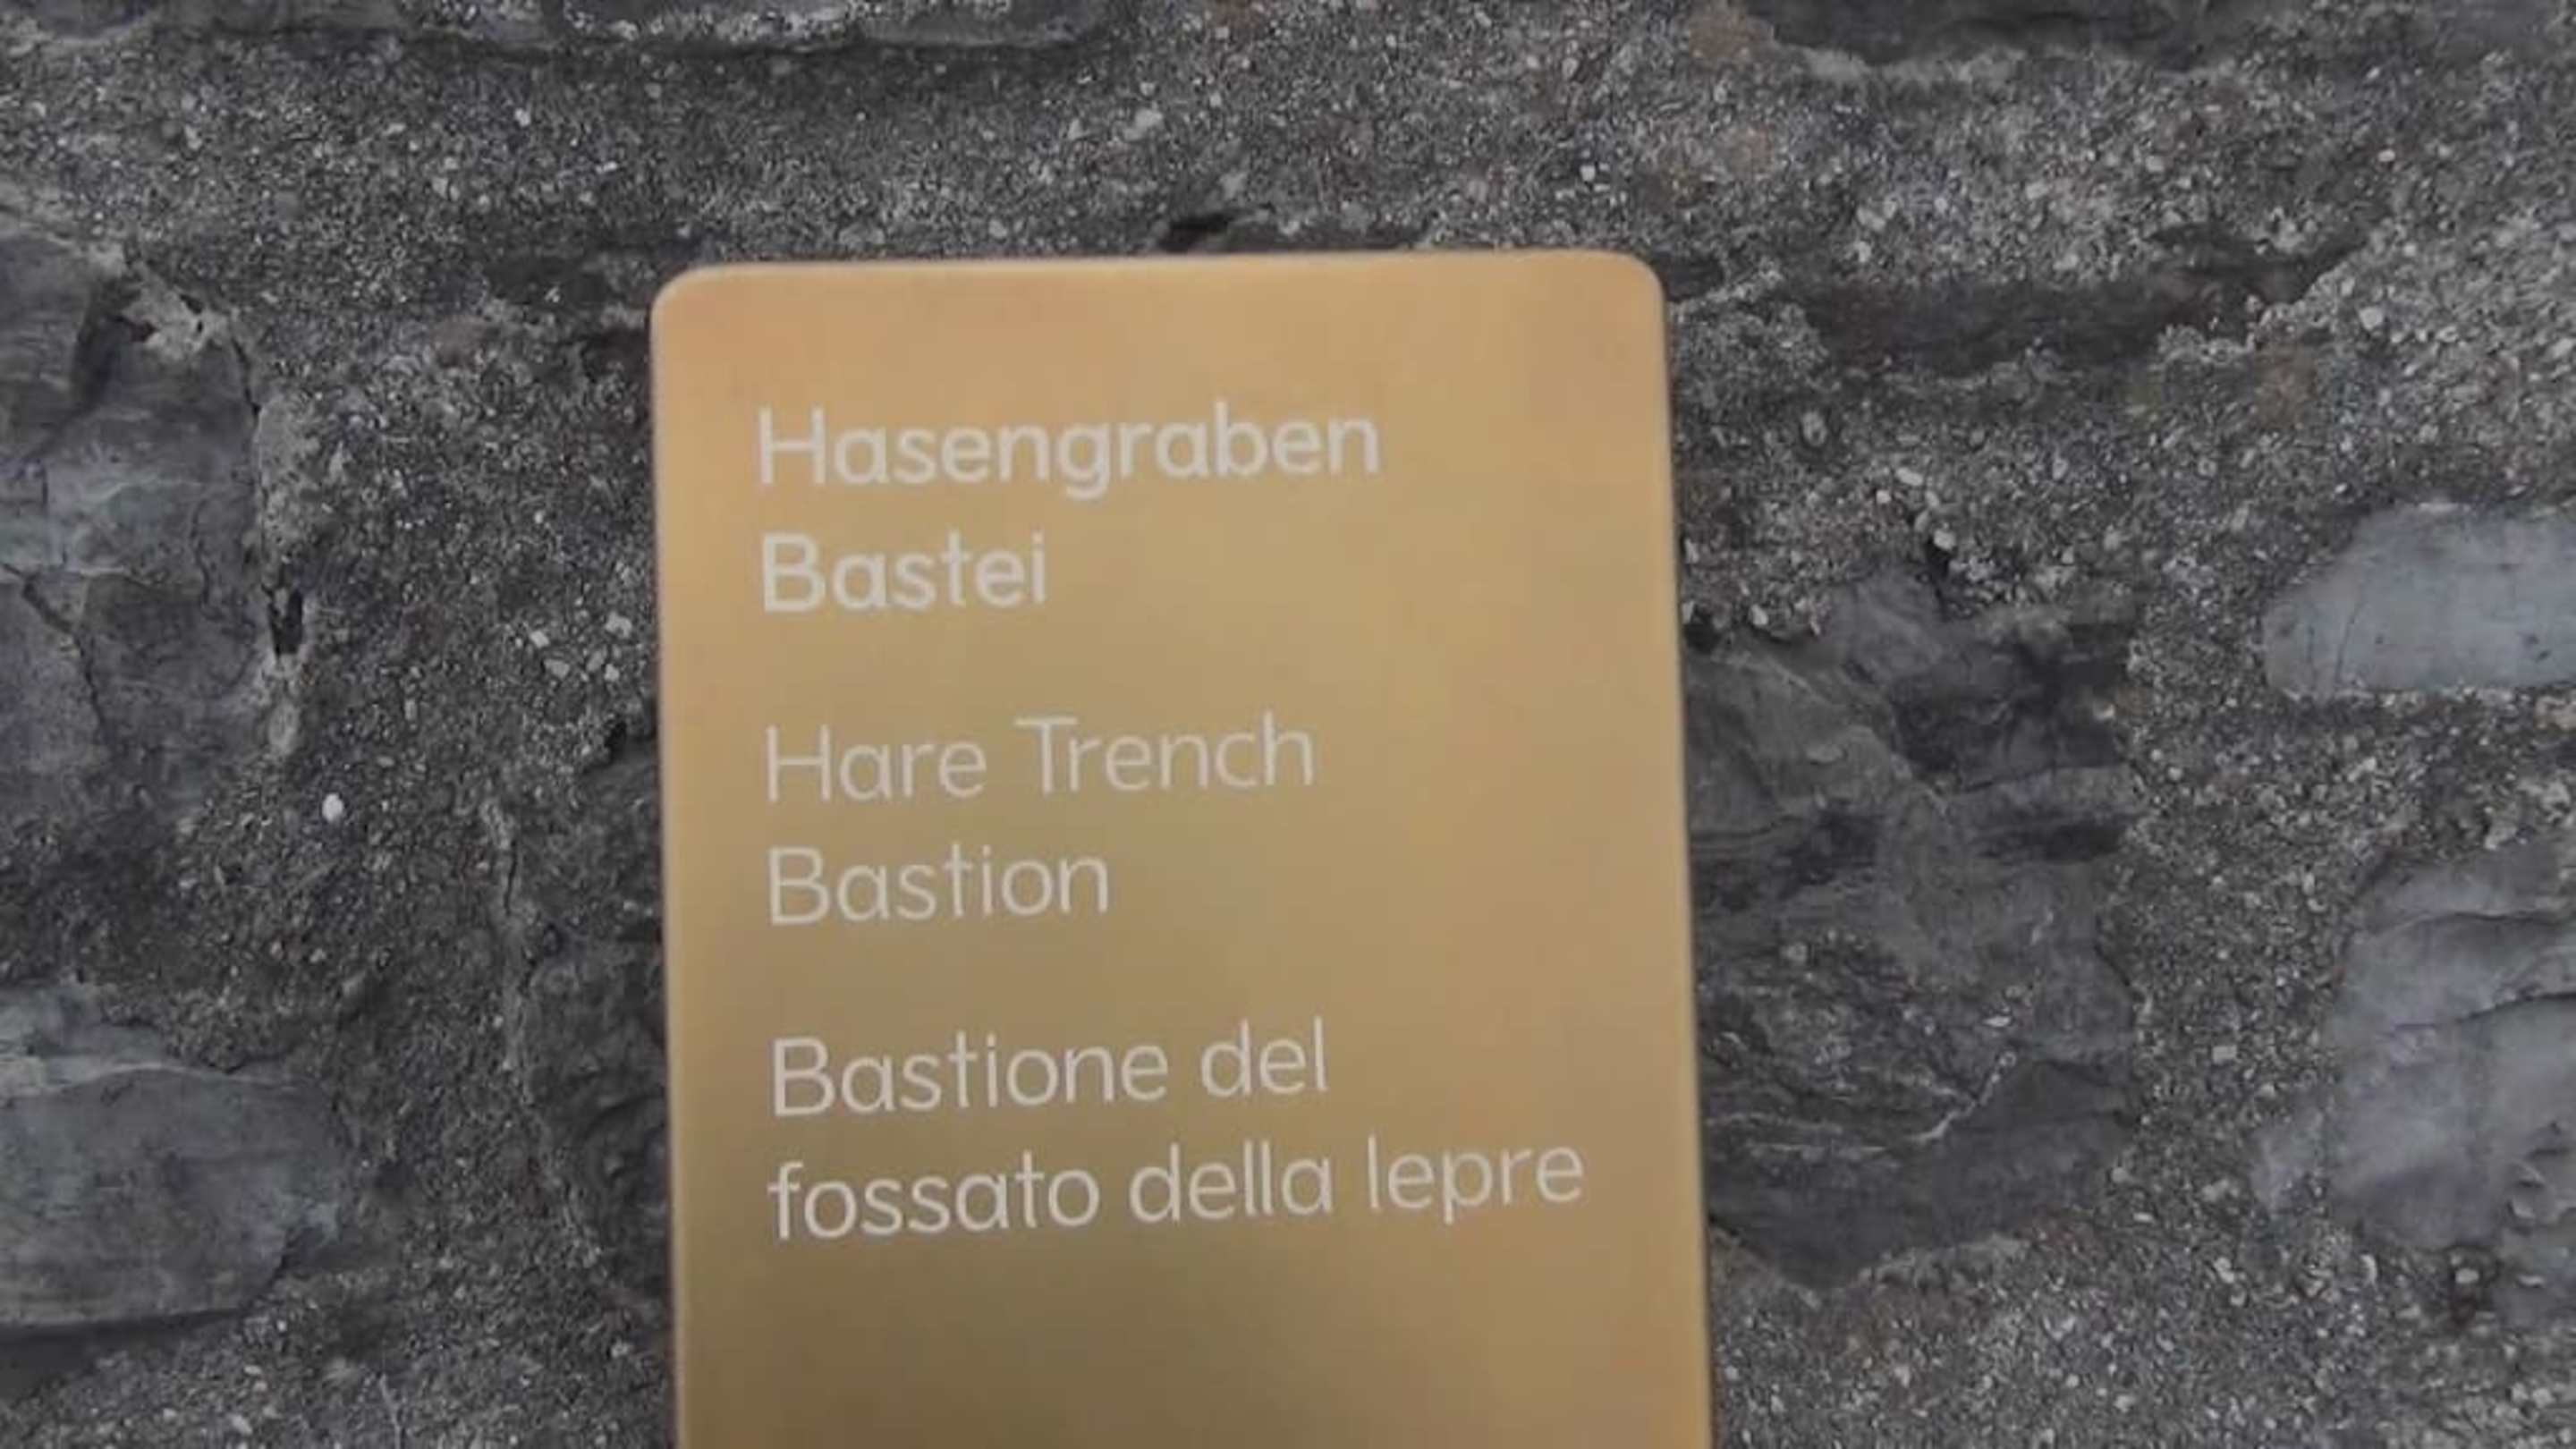 Hasengraben
Bastei
Hare Trench
Bastion
Bastione del
fossato della lepre